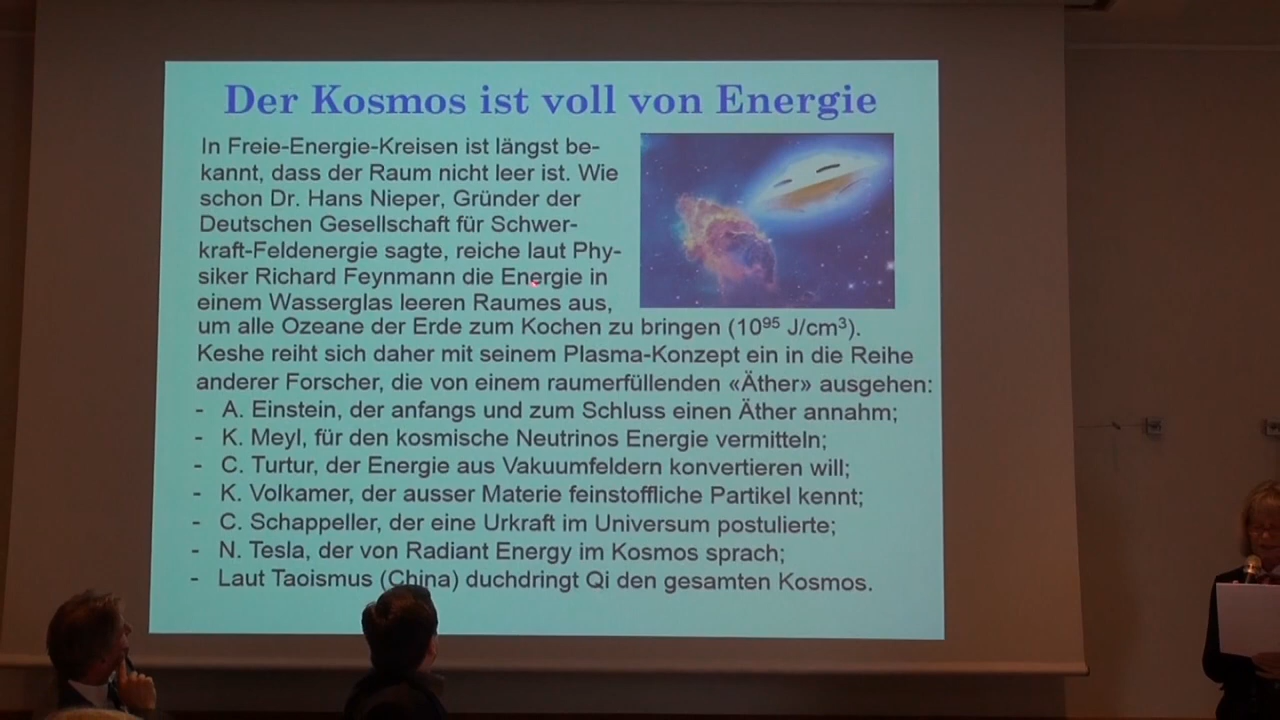 Der Kosmos ist voll von Energie
In Freie-Energie-Kreisen ist längst be-
kannt, dass der Raum nicht leer ist. Wie
schon Dr. Hans Nieper, Gründer der
Deutschen Gesellschaft für Schwer-
kraft-Feldenergie sagte, reiche laut Phy-
siker Richard Feynmann die Energie in
einem Wasserglas leeren Raumes aus,
um alle Ozeane der Erde zum Kochen zu bringen (10⁹⁵ J/cm³).
Keshe reiht sich daher mit seinem Plasma-Konzept ein in die Reihe
anderer Forscher, die von einem raumerfüllenden «Äther» ausgehen:
- A. Einstein, der anfangs und zum Schluss einen Äther annahm;
- K. Meyl, für den kosmische Neutrinos Energie vermitteln;
- C. Turtur, der Energie aus Vakuumfeldern konvertieren will;
- K. Volkamer, der ausser Materie feinstoffliche Partikel kennt;
- C. Schappeller, der eine Urkraft im Universum postulierte;
- N. Tesla, der von Radiant Energy im Kosmos sprach;
- Laut Taoismus (China) duchdringt Qi den gesamten Kosmos.